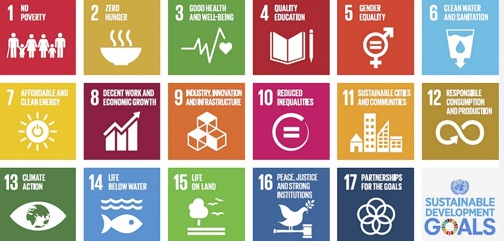 1 NO
POVERTY
2 ZERO
HUNGER
3 GOOD HEALTH
AND WELL-BEING
4 QUALITY
EDUCATION
5 GENDER
EQUALITY
6 CLEAN WATER
AND SANITATION
7 AFFORDABLE AND
CLEAN ENERGY
8 DECENT WORK AND
ECONOMIC GROWTH
9 INDUSTRY, INNOVATION
AND INFRASTRUCTURE
10 REDUCED
INEQUALITIES
11 SUSTAINABLE CITIES
AND COMMUNITIES
12 RESPONSIBLE
CONSUMPTION
AND PRODUCTION
13 CLIMATE
ACTION
14 LIFE
BELOW WATER
15 LIFE
ON LAND
16 PEACE, JUSTICE
AND STRONG
INSTITUTIONS
17 PARTNERSHIPS
FOR THE GOALS
SUSTAINABLE
DEVELOPMENT
GOALS